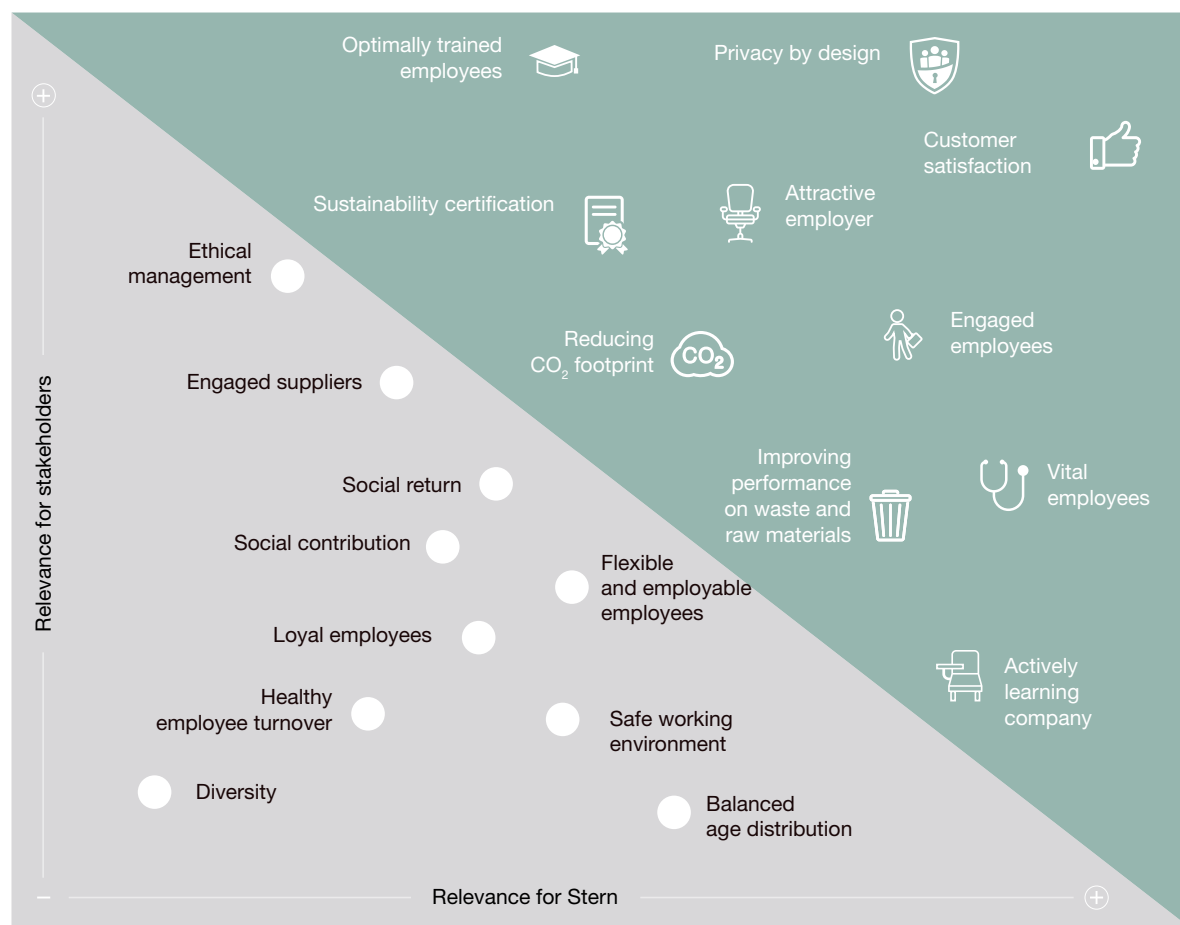 Optimally trained
employees
Privacy by design
Customer
satisfaction
Sustainability certification
Attractive
employer
Ethical
management
Reducing
CO₂ footprint
CO₂
Engaged
employees
Engaged suppliers
Improving
performance
on waste and
raw materials
Vital
employees
Social return
Social contribution
Flexible
and employable
employees
Loyal employees
Actively
learning
company
Healthy
employee turnover
Safe working
environment
Diversity
Balanced
age distribution
+
Relevance for stakeholders
−
Relevance for Stern
+